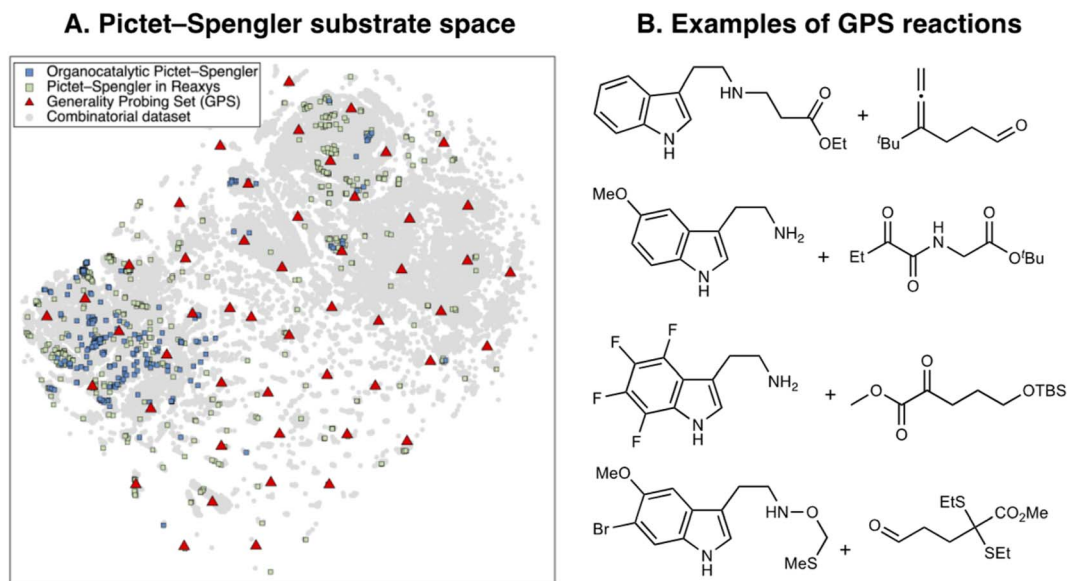 A. Pictet–Spengler substrate space
Organocatalytic Pictet–Spengler
Pictet–Spengler in Reaxys
Generality Probing Set (GPS)
Combinatorial dataset
B. Examples of GPS reactions
HN
O
OEt
N
H
+
tBu
O
MeO
NH2
N
H
+
O
Et
O
H
N
O
OtBu
F
F
F
F
NH2
N
H
+
O
O
O
OTBS
MeO
Br
N
H
HN
O
MeS
+
O
EtS
CO2Me
SEt